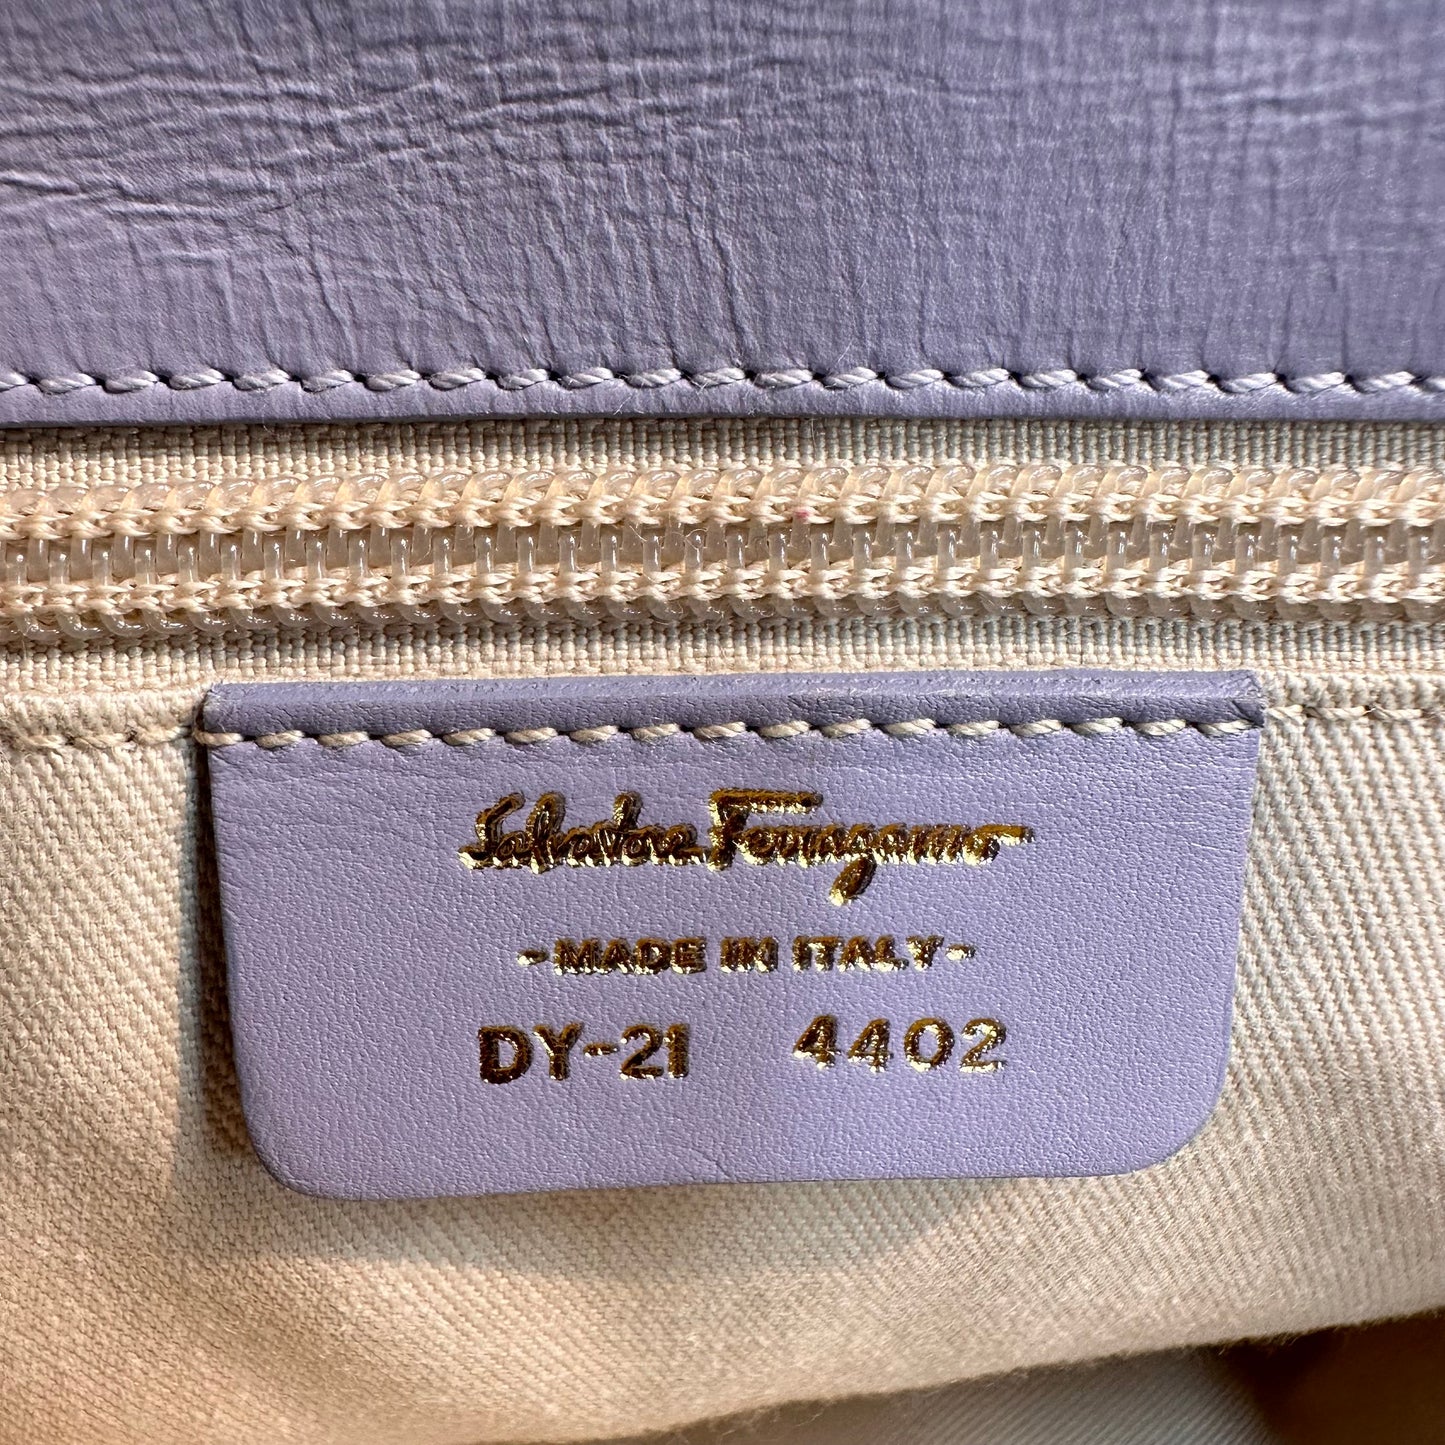 Salvatore Ferragamo
-MADE IN ITALY-
DY-21 4402